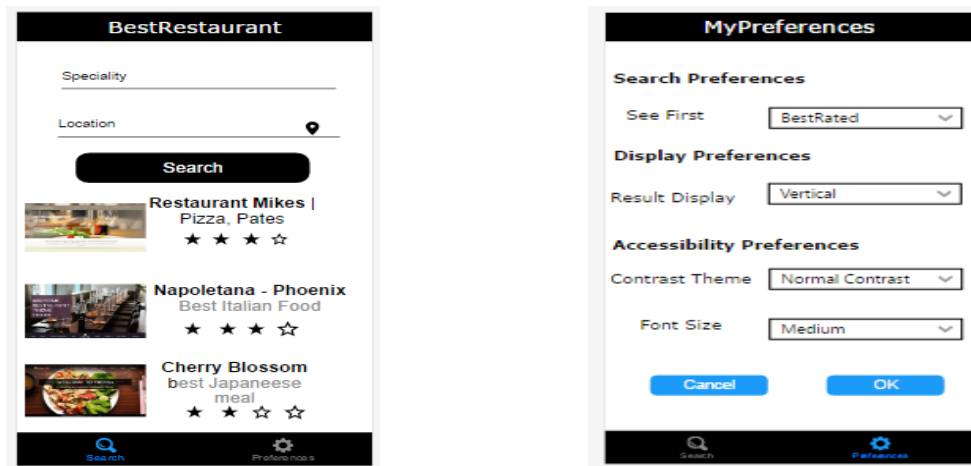 BestRestaurant
Speciality
Location
Search
Restaurant Mikes |
Pizza, Pates
Napoletana - Phoenix
Best Italian Food
Cherry Blossom
best Japaneese
meal
Search
Preferences
MyPreferences
Search Preferences
See First
BestRated
Display Preferences
Result Display
Vertical
Accessibility Preferences
Contrast Theme
Normal Contrast
Font Size
Medium
Cancel
OK
Search
Preferences